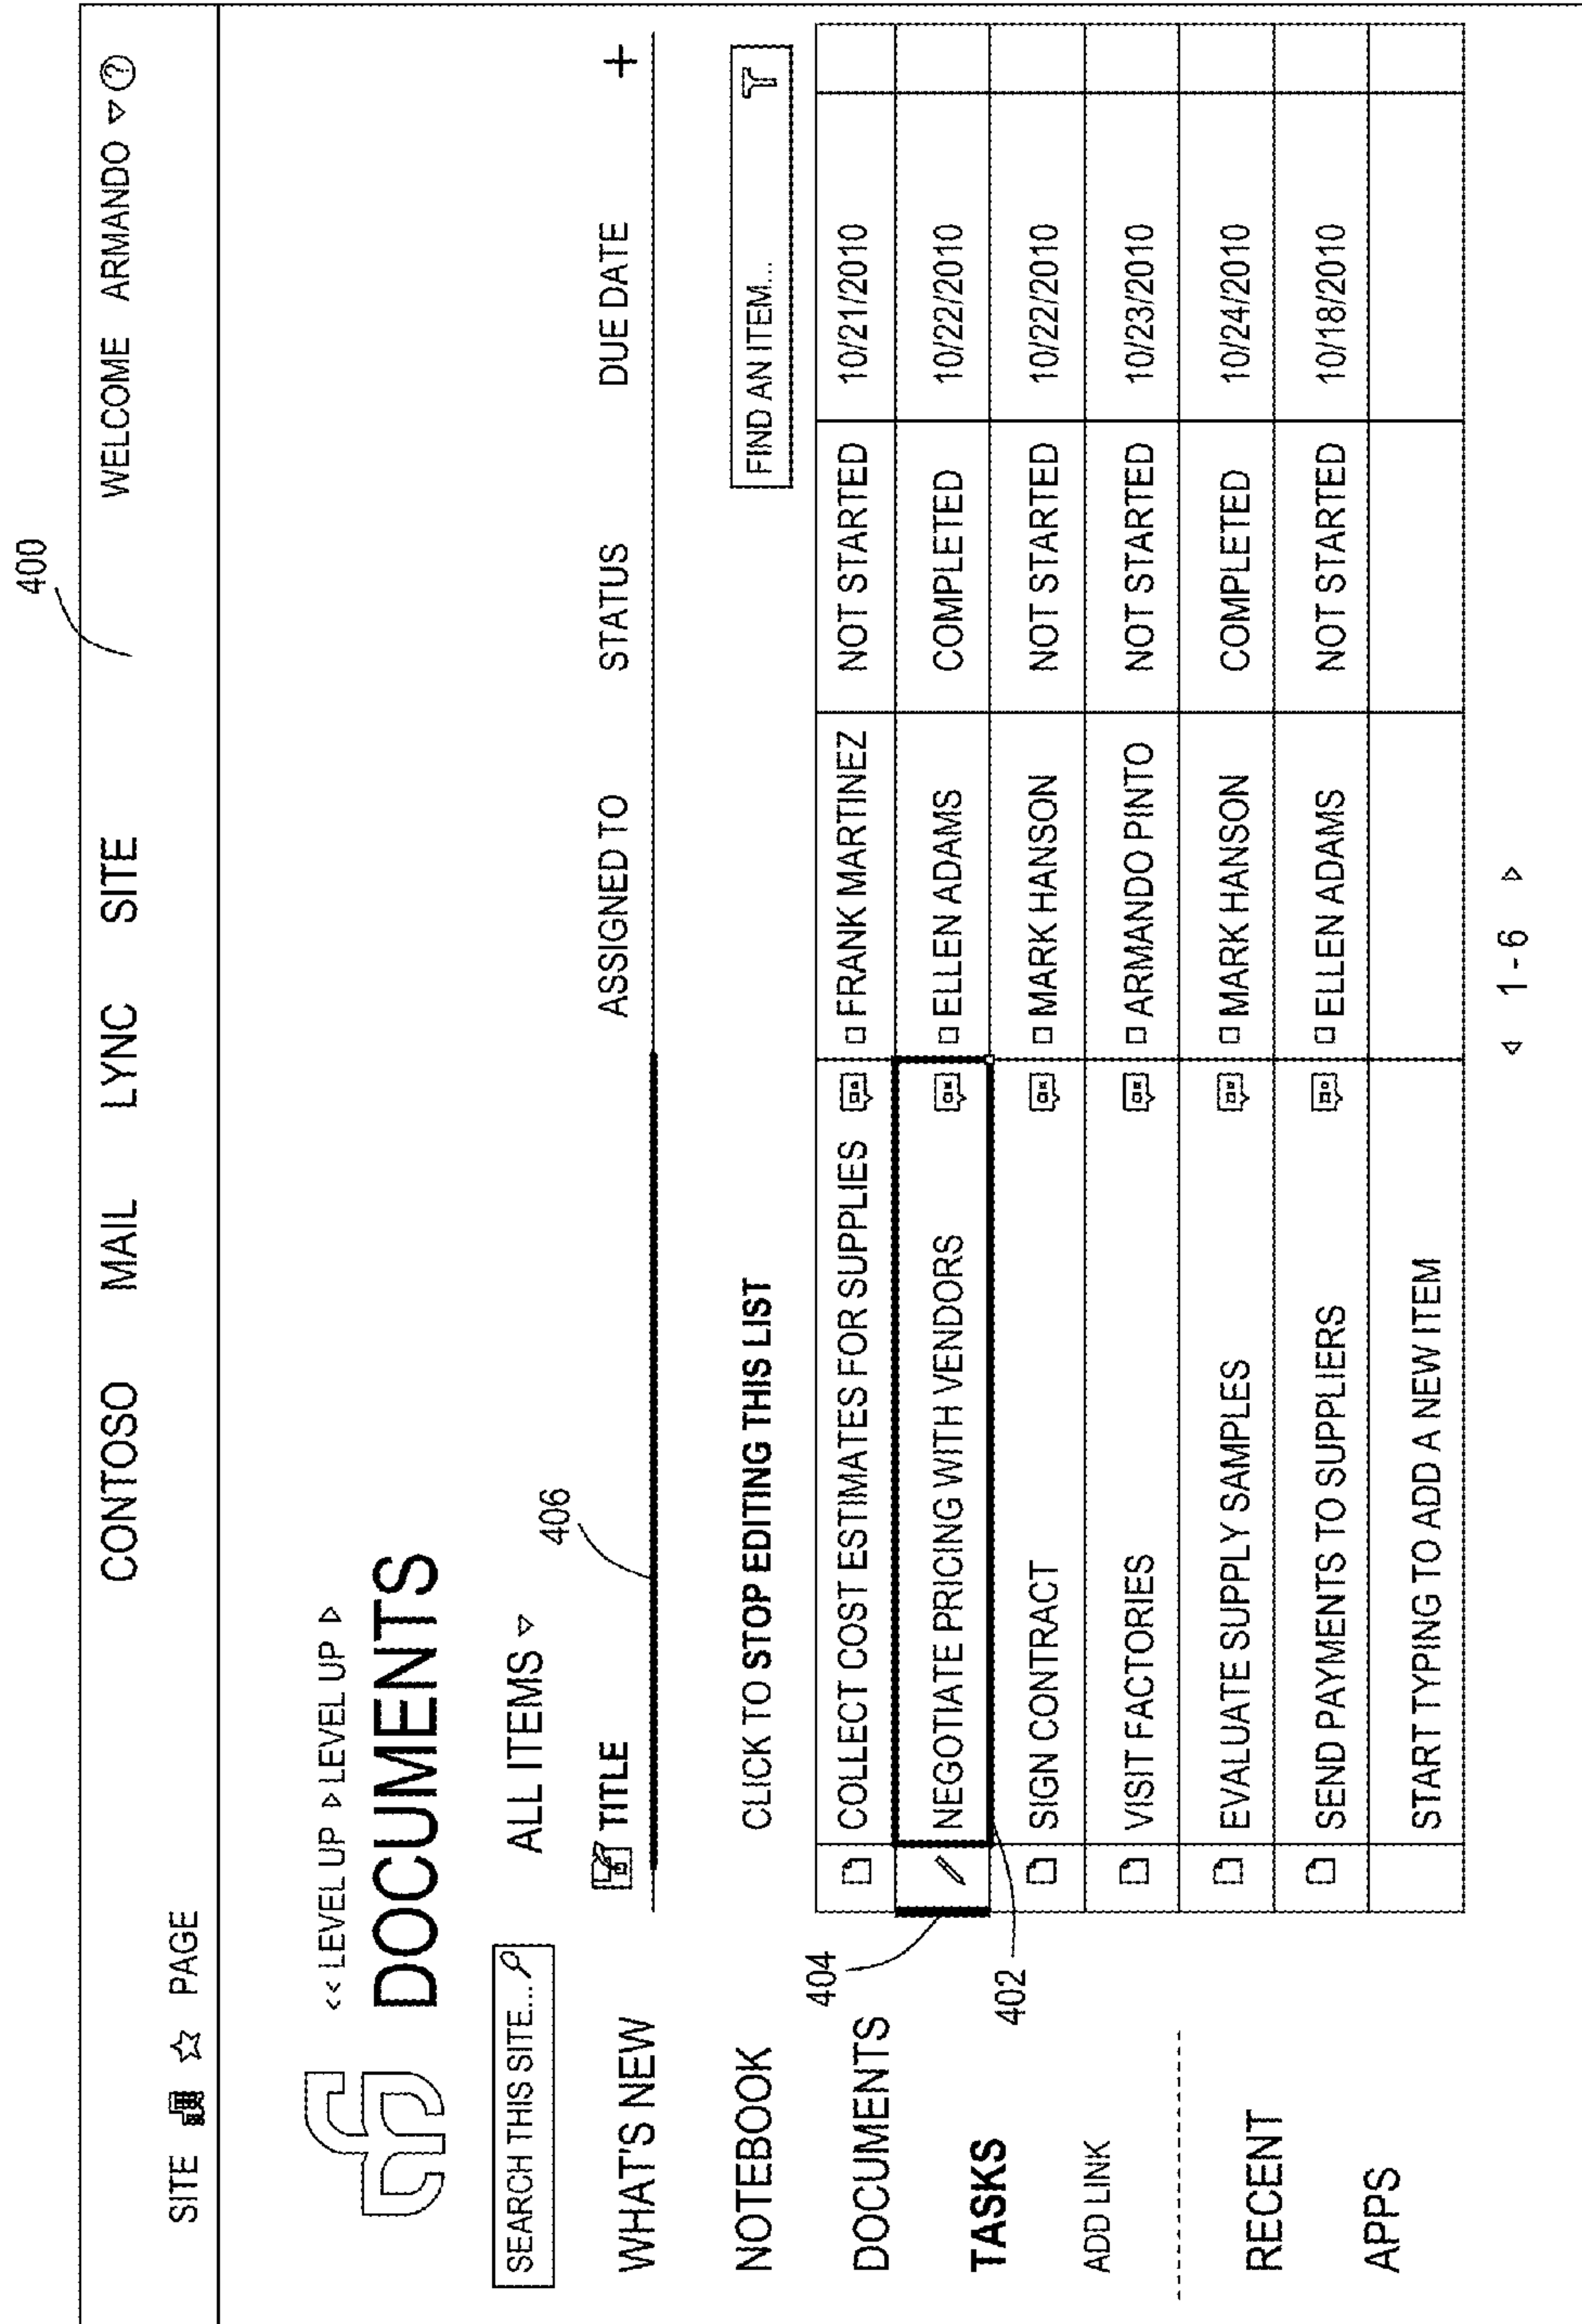 400
CONTOSO MAIL LYNC SITE WELCOME ARMANDO ?
SITE PAGE
<< LEVEL UP LEVEL UP
DOCUMENTS
SEARCH THIS SITE... ALL ITEMS
406
TITLE ASSIGNED TO STATUS DUE DATE +
WHAT'S NEW
CLICK TO STOP EDITING THIS LIST FIND AN ITEM...
NOTEBOOK
COLLECT COST ESTIMATES FOR SUPPLIES FRANK MARTINEZ NOT STARTED 10/21/2010
404
DOCUMENTS
NEGOTIATE PRICING WITH VENDORS ELLEN ADAMS COMPLETED 10/22/2010
402
TASKS
SIGN CONTRACT MARK HANSON NOT STARTED 10/22/2010
ADD LINK
VISIT FACTORIES ARMANDO PINTO NOT STARTED 10/23/2010
EVALUATE SUPPLY SAMPLES MARK HANSON COMPLETED 10/24/2010
RECENT
SEND PAYMENTS TO SUPPLIERS ELLEN ADAMS NOT STARTED 10/18/2010
APPS
START TYPING TO ADD A NEW ITEM
1 - 6